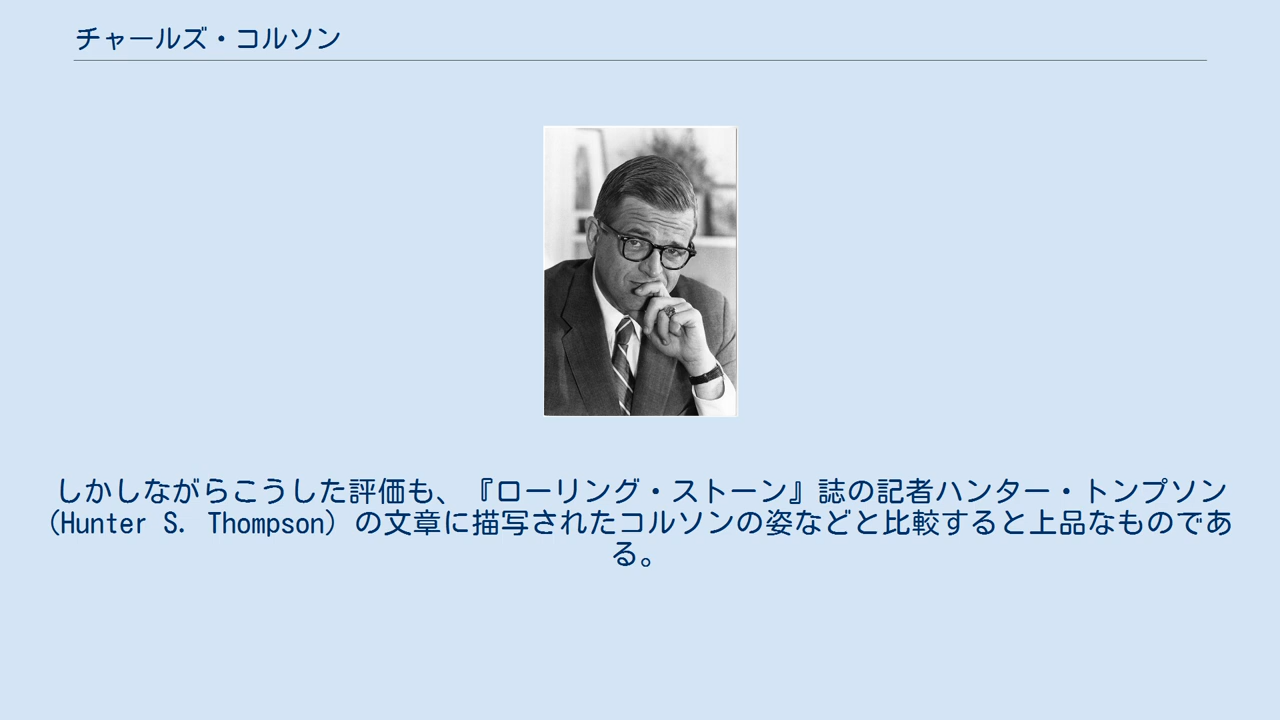 チャールズ・コルソン
しかしながらこうした評価も、『ローリング・ストーン』誌の記者ハンター・トンプソン
(Hunter S. Thompson) の文章に描写されたコルソンの姿などと比較すると上品なものであ
る。